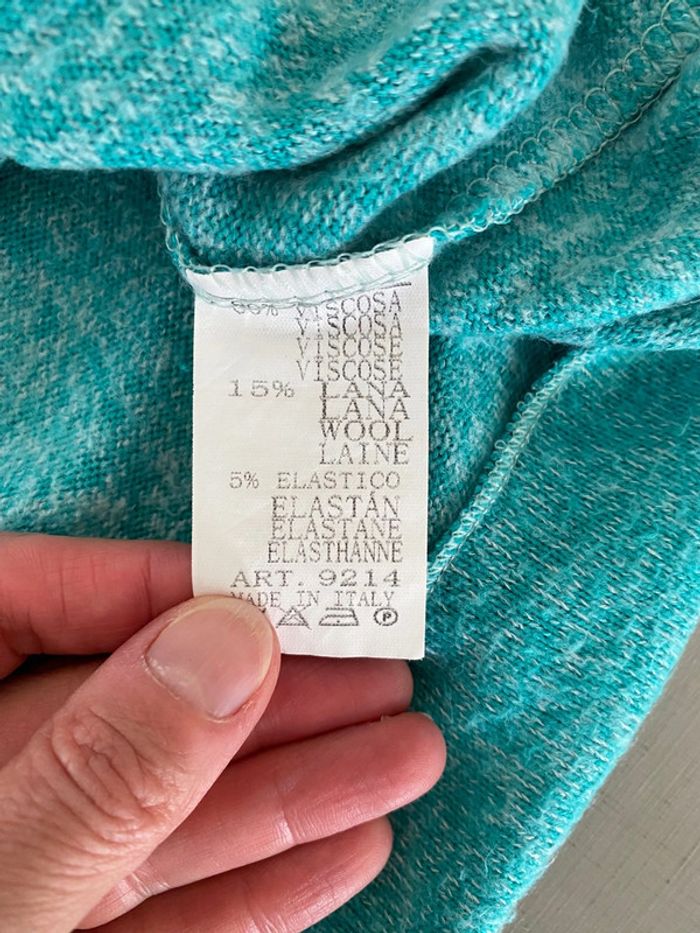 VISCOSA
VISCOSA
VISCOSE
VISCOSE
15% LANA
LANA
WOOL
LAINE
5% ELASTICO
ELASTÁN
ELASTANE
ELASTHANNE
ART. 9214
MADE IN ITALY
P